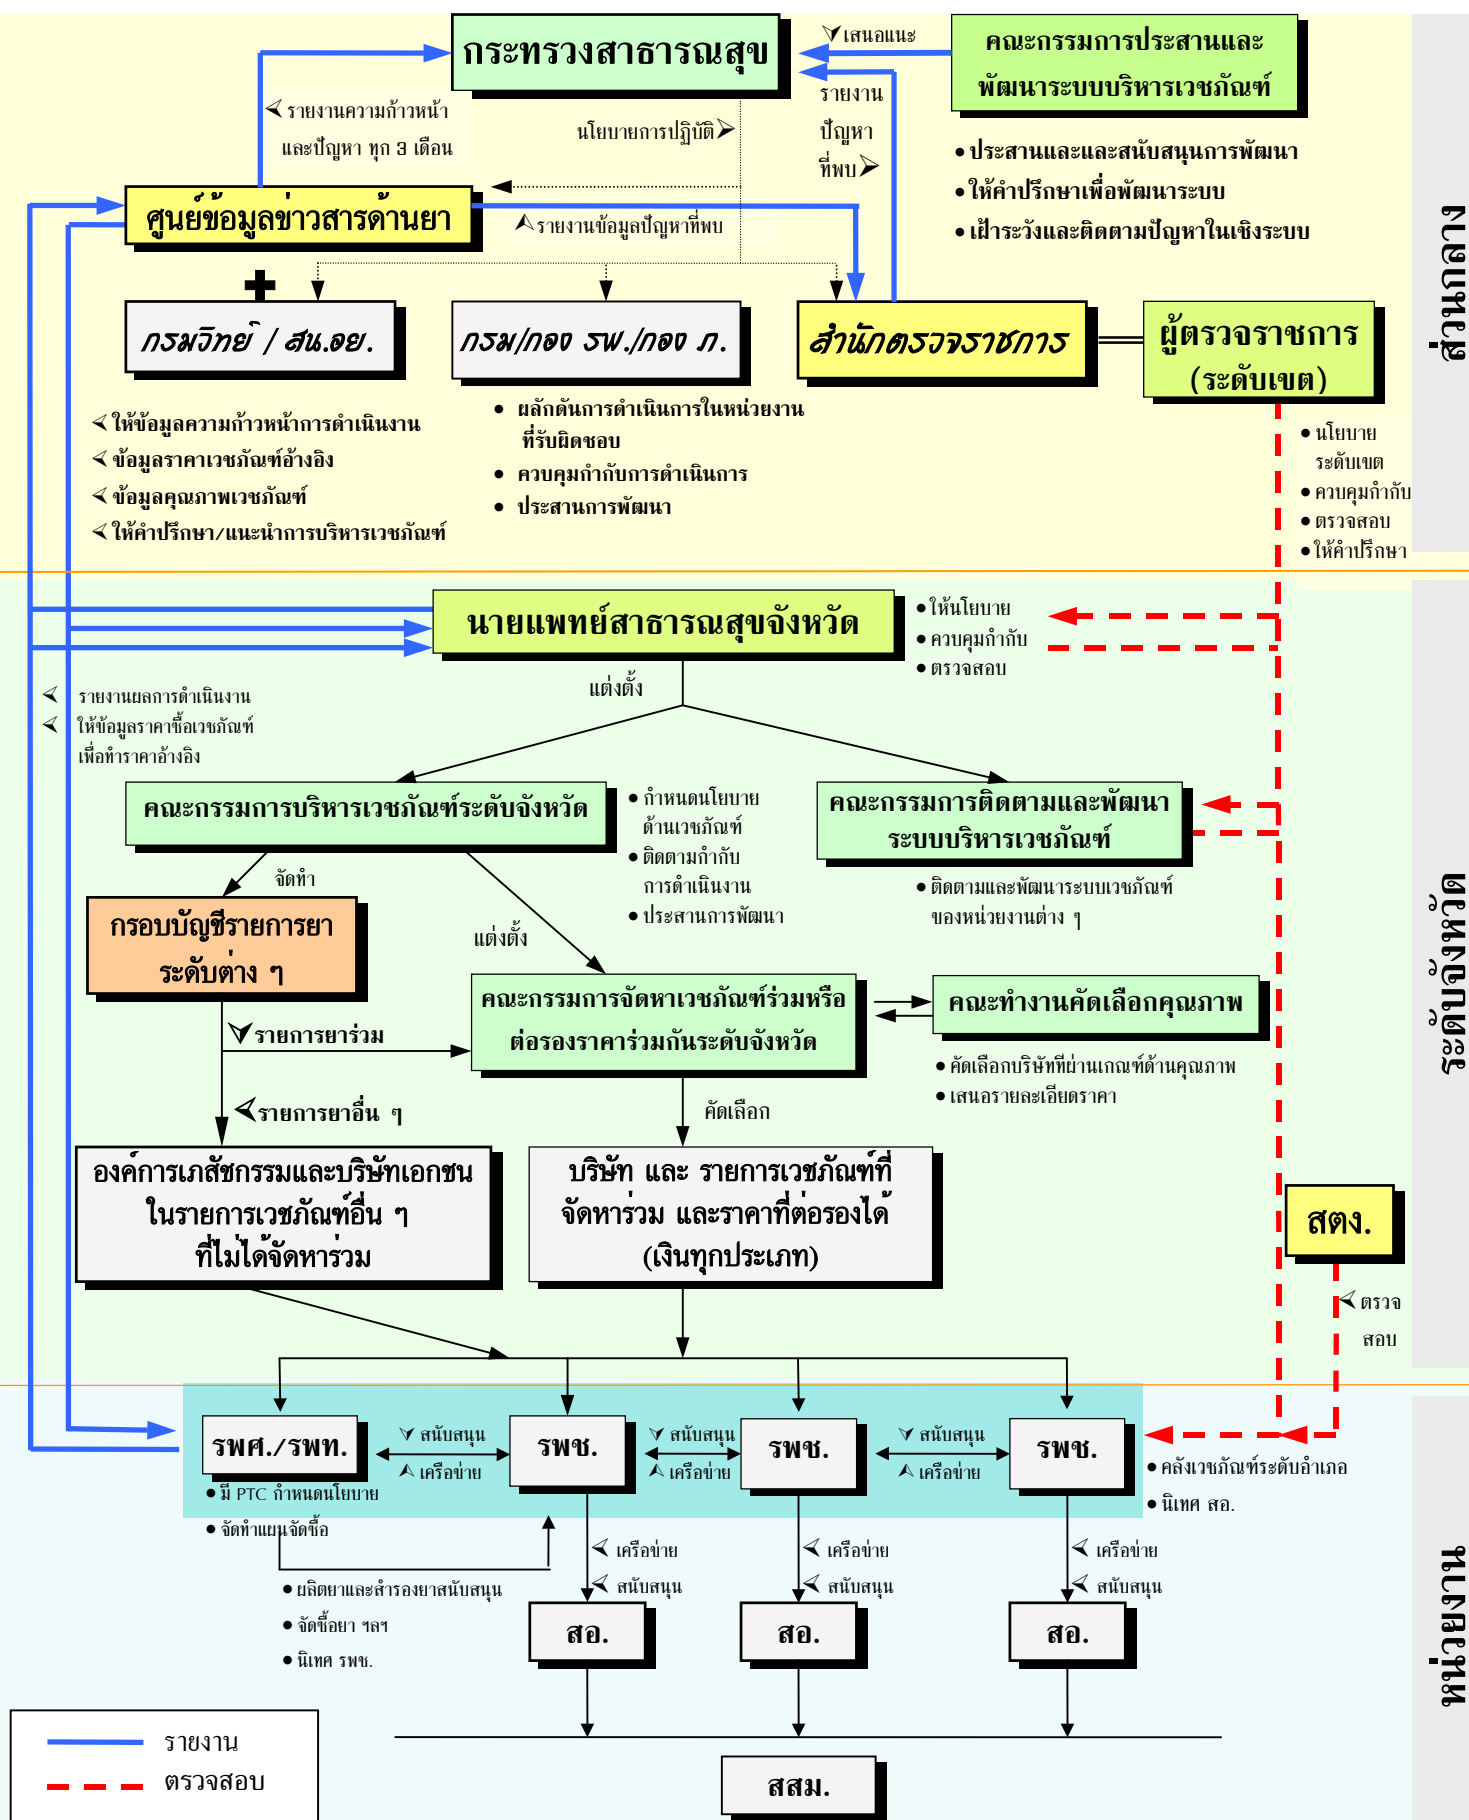 กระทรวงสาธารณสุข
เสนอแนะ
คณะกรรมการประสานและ
พัฒนาระบบบริหารเวชภัณฑ์
รายงานความก้าวหน้า
และปัญหา ทุก 3 เดือน
นโยบายการปฏิบัติ
รายงาน
ปัญหา
ที่พบ
• ประสานและและสนับสนุนการพัฒนา
• ให้คำปรึกษาเพื่อพัฒนาระบบ
• เฝ้าระวังและติดตามปัญหาในเชิงระบบ
ส่วนกลาง
ศูนย์ข้อมูลข่าวสารด้านยา
รายงานข้อมูลปัญหาที่พบ
กรมวิทย์ / สน.อย.
กรม/กอง รพ./กอง ภ.
สำนักตรวจราชการ
ผู้ตรวจราชการ
(ระดับเขต)
ให้ข้อมูลความก้าวหน้าการดำเนินงาน
ข้อมูลราคาเวชภัณฑ์อ้างอิง
ข้อมูลคุณภาพเวชภัณฑ์
ให้คำปรึกษา/แนะนำการบริหารเวชภัณฑ์
• ผลักดันการดำเนินการในหน่วยงาน
ที่รับผิดชอบ
• ควบคุมกำกับการดำเนินการ
• ประสานการพัฒนา
• นโยบาย
ระดับเขต
• ควบคุมกำกับ
• ตรวจสอบ
• ให้คำปรึกษา
นายแพทย์สาธารณสุขจังหวัด
• ให้นโยบาย
• ควบคุมกำกับ
• ตรวจสอบ
แต่งตั้ง
รายงานผลการดำเนินงาน
ให้ข้อมูลราคาซื้อเวชภัณฑ์
เพื่อทำราคาอ้างอิง
คณะกรรมการบริหารเวชภัณฑ์ระดับจังหวัด
• กำหนดนโยบาย
ด้านเวชภัณฑ์
• ติดตามกำกับ
การดำเนินงาน
• ประสานการพัฒนา
คณะกรรมการติดตามและพัฒนา
ระบบบริหารเวชภัณฑ์
• ติดตามและพัฒนาระบบเวชภัณฑ์
ของหน่วยงานต่าง ๆ
ระดับจังหวัด
จัดทำ
กรอบบัญชีรายการยา
ระดับต่าง ๆ
แต่งตั้ง
คณะกรรมการจัดหาเวชภัณฑ์ร่วมหรือ
ต่อรองราคาร่วมกันระดับจังหวัด
คณะทำงานคัดเลือกคุณภาพ
• คัดเลือกบริษัทที่ผ่านเกณฑ์ด้านคุณภาพ
• เสนอรายละเอียดราคา
รายการยาร่วม
รายการยาอื่น ๆ
คัดเลือก
องค์การเภสัชกรรมและบริษัทเอกชน
ในรายการเวชภัณฑ์อื่น ๆ
ที่ไม่ได้จัดหาร่วม
บริษัท และ รายการเวชภัณฑ์ที่
จัดหาร่วม และราคาที่ต่อรองได้
(เงินทุกประเภท)
สตง.
ตรวจ
สอบ
รพศ./รพท.
สนับสนุน
เครือข่าย
รพช.
สนับสนุน
เครือข่าย
รพช.
สนับสนุน
เครือข่าย
รพช.
• มี PTC กำหนดนโยบาย
• จัดทำแผนจัดซื้อ
• คลังเวชภัณฑ์ระดับอำเภอ
• นิเทศ สอ.
หน่วยงาน
• ผลิตยาและสำรองยาสนับสนุน
• จัดซื้อยา ฯลฯ
• นิเทศ รพช.
เครือข่าย
สนับสนุน
เครือข่าย
สนับสนุน
เครือข่าย
สนับสนุน
สอ.
สอ.
สอ.
รายงาน
ตรวจสอบ
สสม.